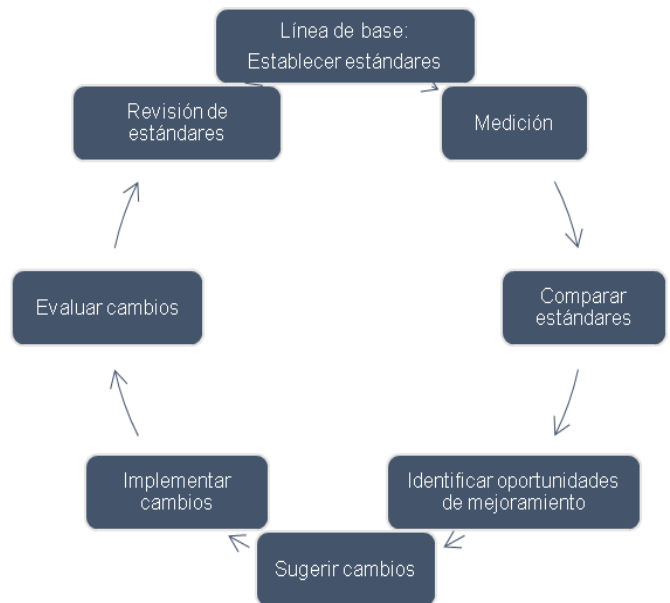 Línea de base:
Establecer estándares
Medición
Comparar
estándares
Identificar oportunidades
de mejoramiento
Sugerir cambios
Implementar
cambios
Evaluar cambios
Revisión de
estándares